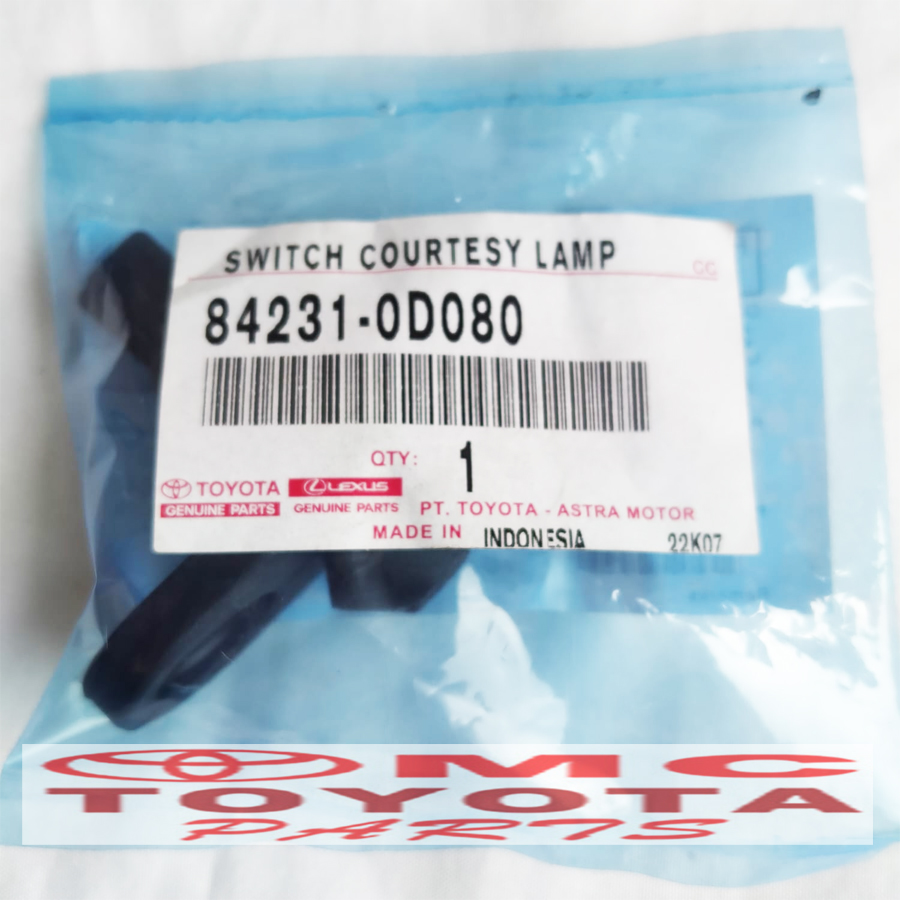 SWITCH COURTESY LAMP
CC
84231-0D080
QTY: 1
TOYOTA LEXUS
GENUINE PARTS GENUINE PARTS PT. TOYOTA - ASTRA MOTOR
MADE IN INDONESIA 22K07
OMC
TOYOTA
PARTS